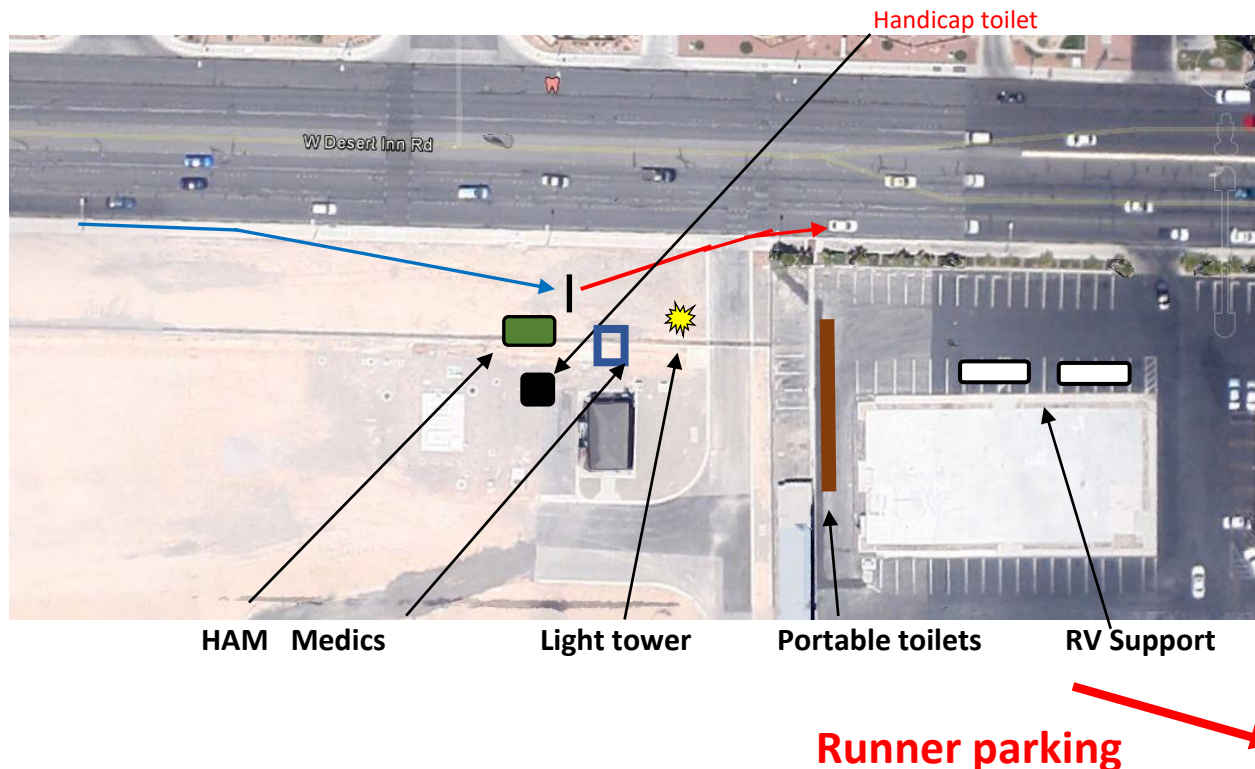 Handicap toilet
W Desert Inn Rd
HAM Medics Light tower Portable toilets RV Support
Runner parking